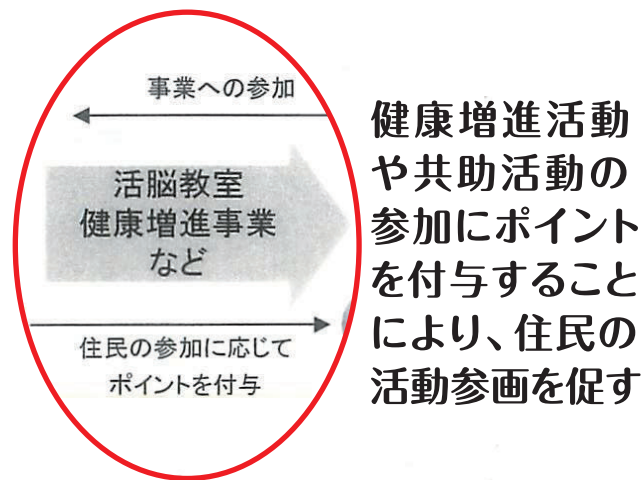 事業への参加
活脳教室
健康増進事業
など
住民の参加に応じて
ポイントを付与
健康増進活動
や共助活動の
参加にポイント
を付与すること
により、住民の
活動参画を促す